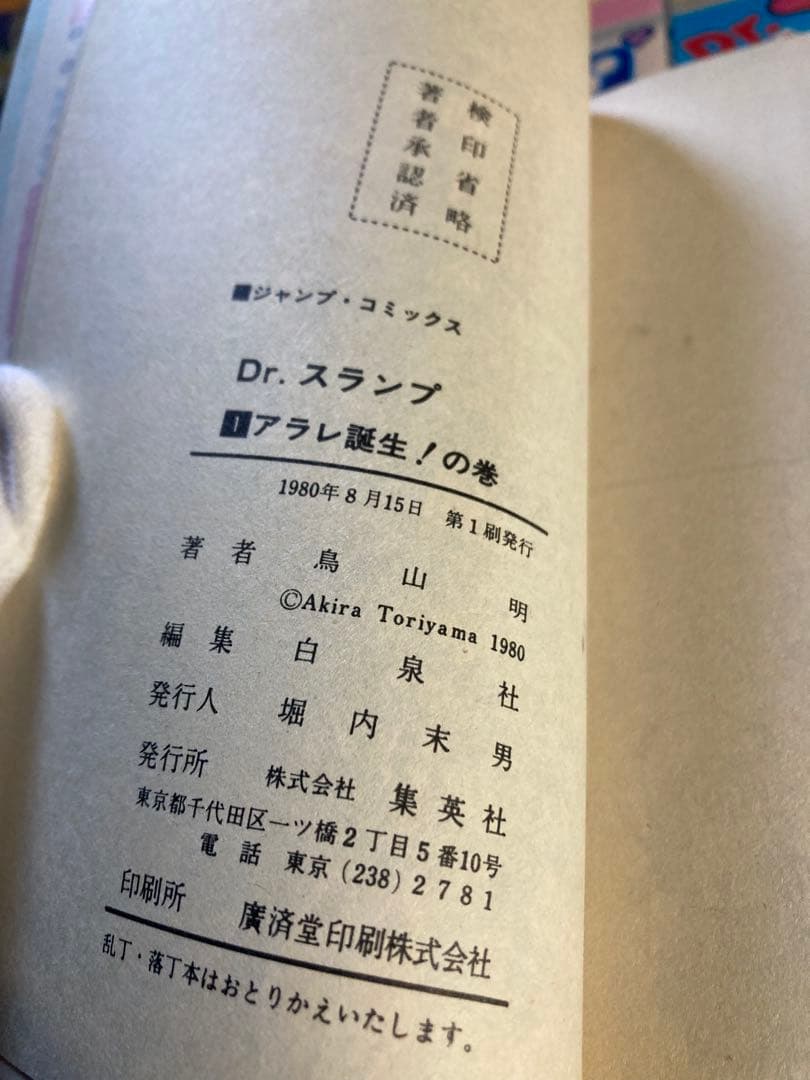 検印省略
著者承認済
■ジャンプ・コミックス
Dr. スランプ
1アラレ誕生!の巻
1980年8月15日 第1刷発行
著者 鳥山明
©Akira Toriyama 1980
編集 白泉社
発行人 堀内末男
発行所 株式会社 集英社
東京都千代田区一ツ橋2丁目5番10号
電話 東京(238)2781
印刷所 廣済堂印刷株式会社
乱丁・落丁本はおとりかえいたします。